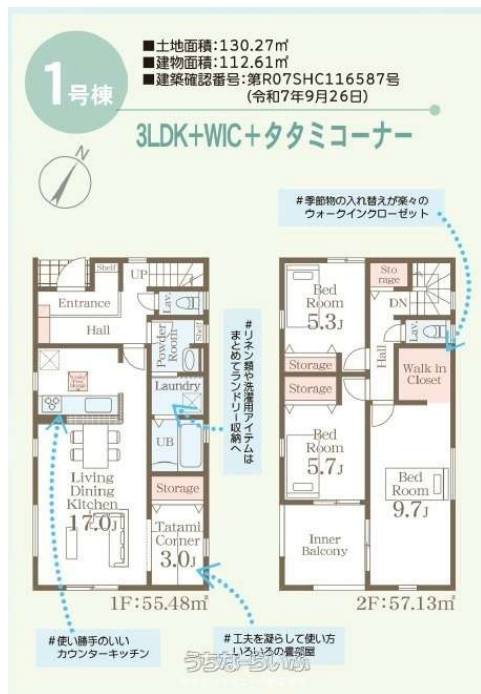 1号棟
■土地面積:130.27㎡
■建物面積:112.61㎡
■建築確認番号:第R07SHC116587号
(令和7年9月26日)
3LDK+WIC+タタミコーナー
N
#季節物の入れ替えが楽々の
ウォークインクローゼット
Shelf
UP
Entrance
Lav.
Hall
Powder
Room
Shelf
Laundry
UB
Living
Dining
Kitchen
17.0J
Storage
Tatami
Corner
3.0J
1F:55.48㎡
#リネン類や洗濯用アイテムは
まとめてランドリー収納へ
Bed
Room
5.3J
Sto
rage
DN
Lav.
Hall
Storage
Walk in
Closet
Storage
Bed
Room
5.7J
Bed
Room
9.7J
Inner
Balcony
2F:57.13㎡
#使い勝手のいい
カウンターキッチン
#工夫を凝らして使い方
いろいろの畳部屋
うちなーらいふ